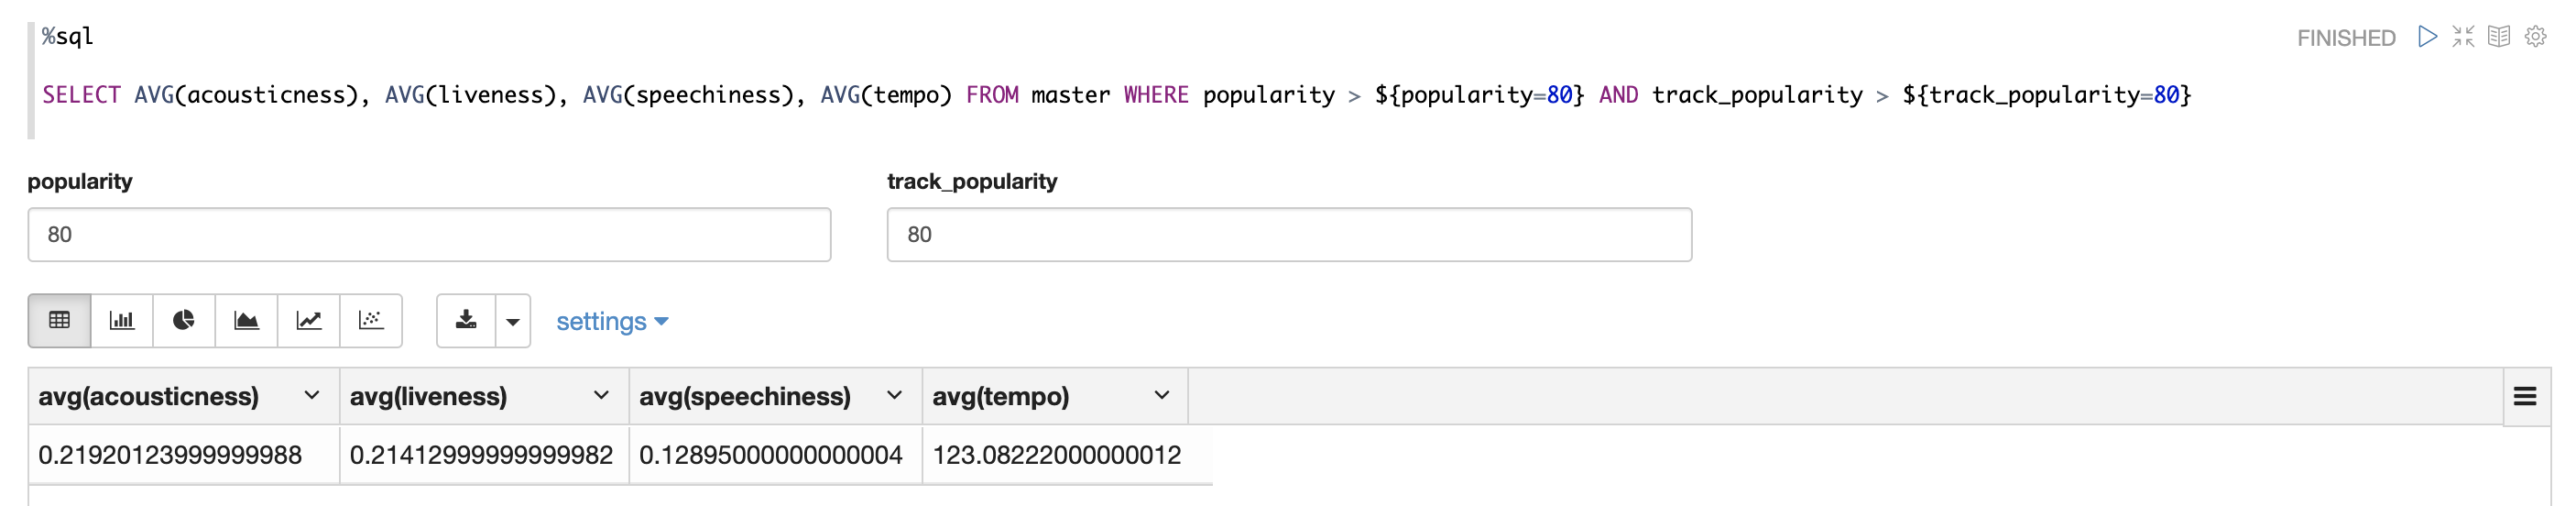 %sql
FINISHED
SELECT AVG(acousticness), AVG(liveness), AVG(speechiness), AVG(tempo) FROM master WHERE popularity > ${popularity=80} AND track_popularity > ${track_popularity=80}
popularity track_popularity
80 80
settings
avg(acousticness) avg(liveness) avg(speechiness) avg(tempo)
0.21920123999999988 0.21412999999999982 0.12895000000000004 123.08222000000012